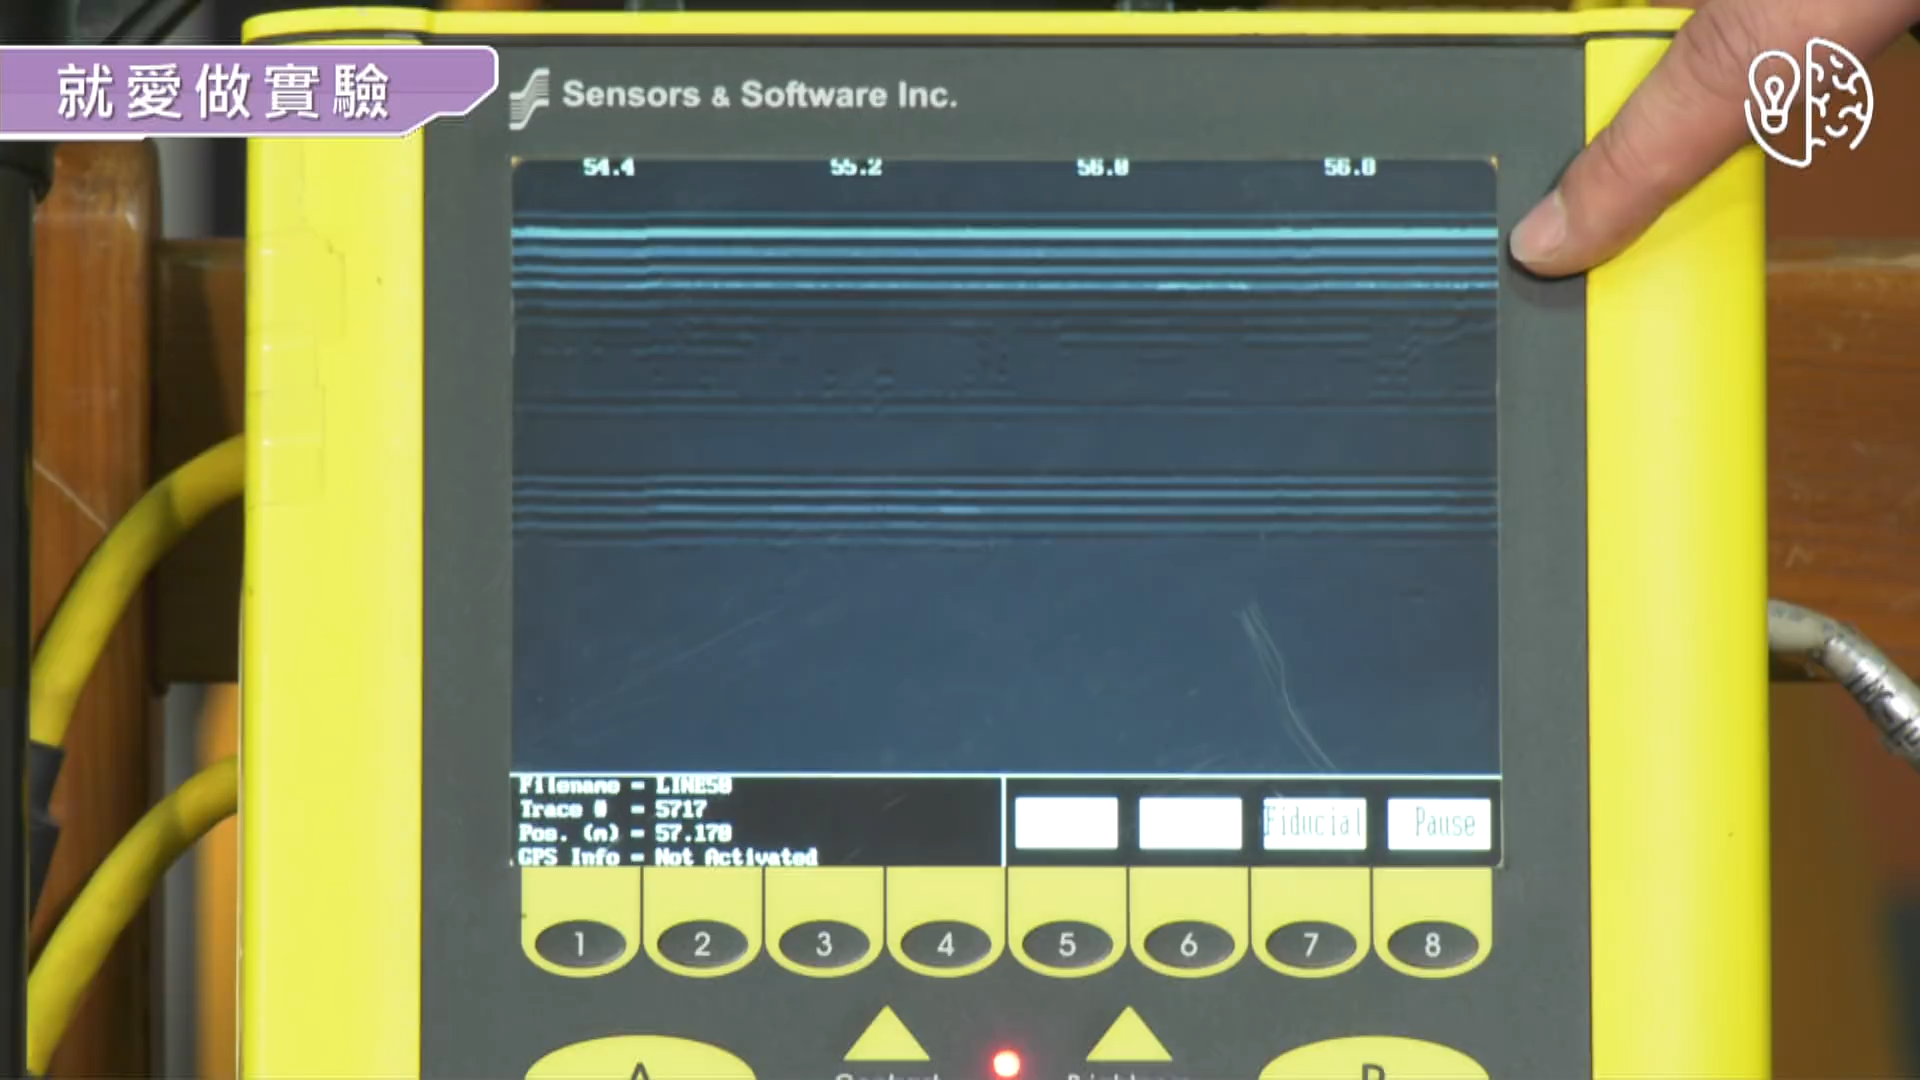 就愛做實驗
Sensors & Software Inc.
54.4 55.2 56.0 56.8
Filename = LINE50
Trace # = 5717
Pos. (m) = 57.170
GPS Info = Not Activated
Fiducial Pause
1 2 3 4 5 6 7 8
A